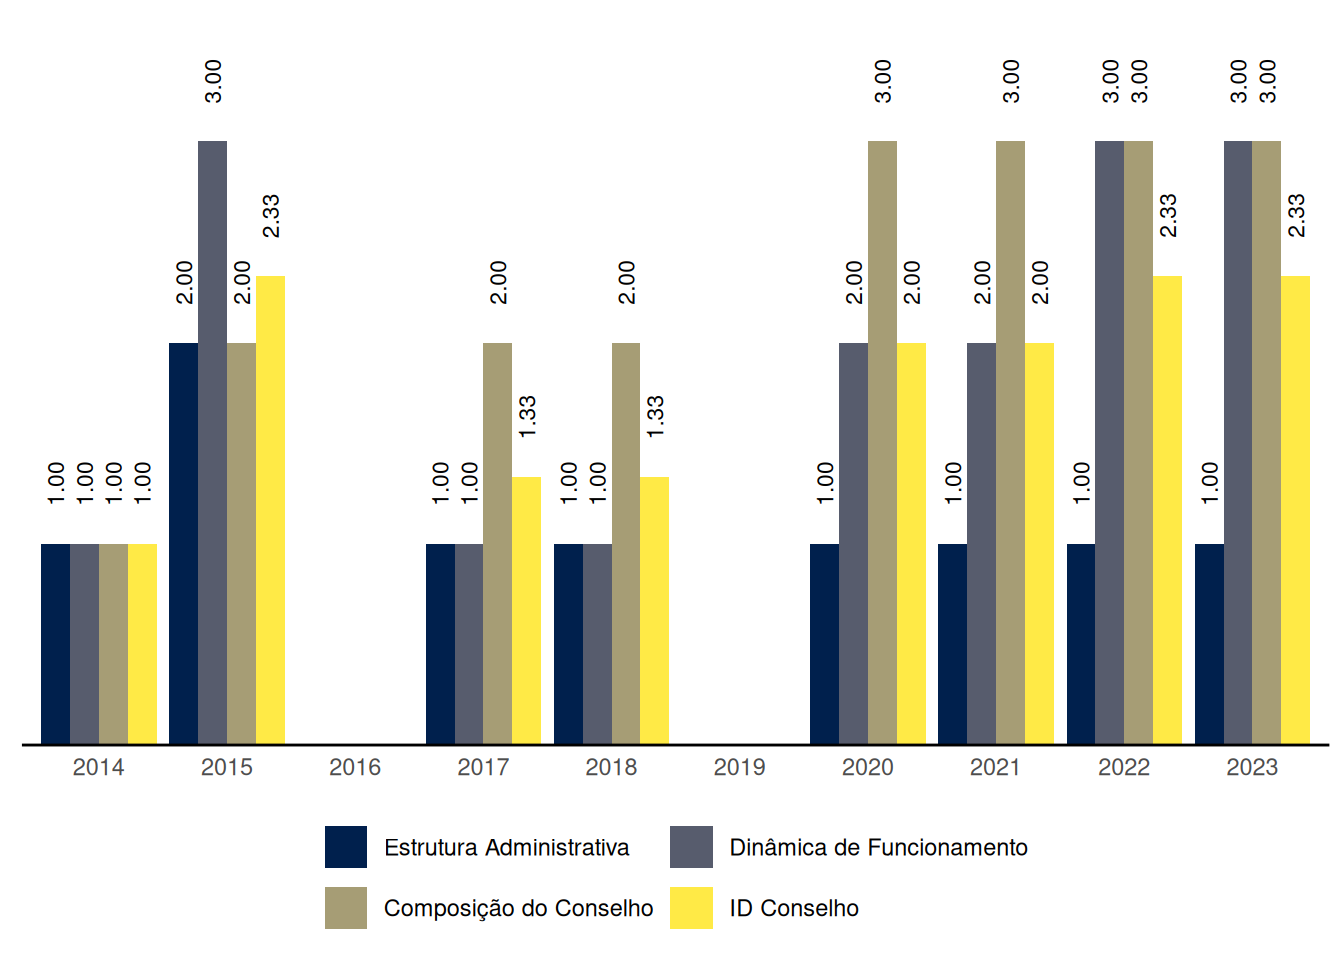 3.00 3.00 3.00 3.00 3.00 3.00 3.00
2.33 2.33 2.33
2.00 2.00 2.00 2.00 2.00 2.00 2.00 2.00
1.33 1.33
1.00 1.00 1.00 1.00 1.00 1.00 1.00 1.00 1.00 1.00 1.00 1.00
2014 2015 2016 2017 2018 2019 2020 2021 2022 2023
Estrutura Administrativa Dinâmica de Funcionamento
Composição do Conselho ID Conselho